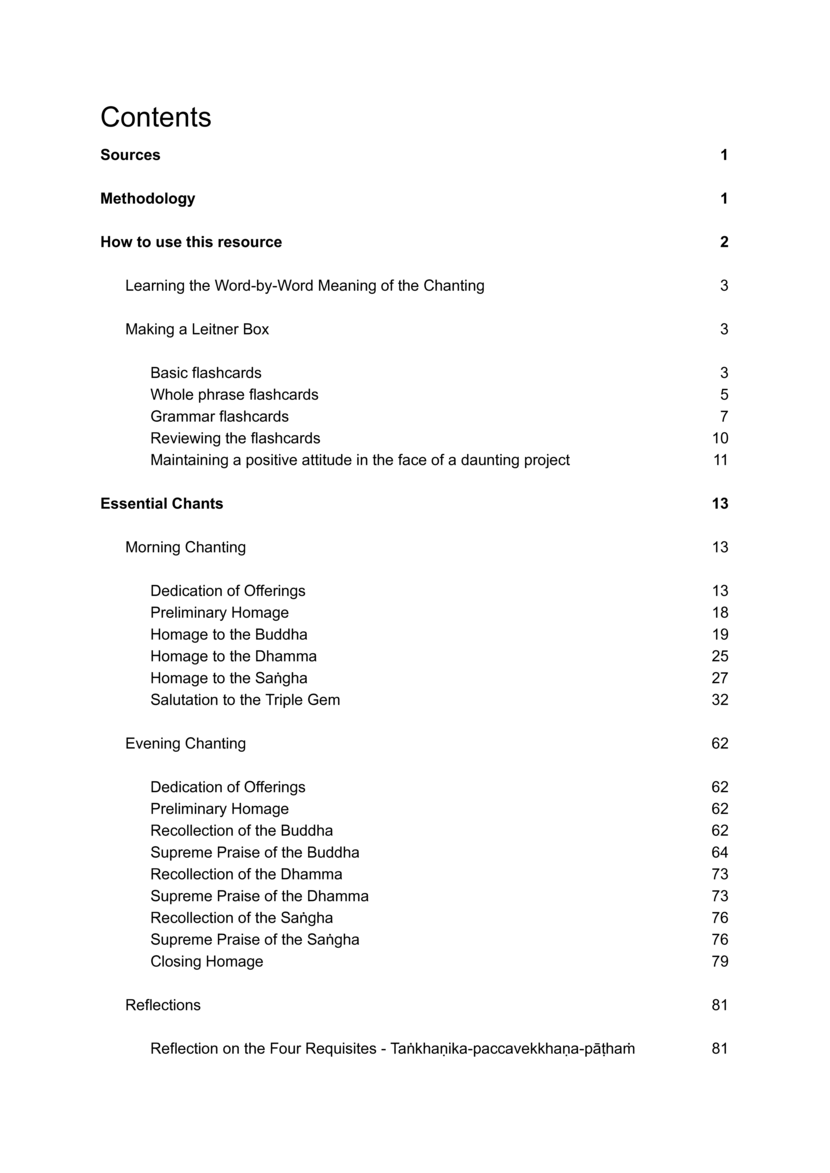 Contents
Sources 1
Methodology 1
How to use this resource 2
Learning the Word-by-Word Meaning of the Chanting 3
Making a Leitner Box 3
Basic flashcards 3
Whole phrase flashcards 5
Grammar flashcards 7
Reviewing the flashcards 10
Maintaining a positive attitude in the face of a daunting project 11
Essential Chants 13
Morning Chanting 13
Dedication of Offerings 13
Preliminary Homage 18
Homage to the Buddha 19
Homage to the Dhamma 25
Homage to the Saṅgha 27
Salutation to the Triple Gem 32
Evening Chanting 62
Dedication of Offerings 62
Preliminary Homage 62
Recollection of the Buddha 62
Supreme Praise of the Buddha 64
Recollection of the Dhamma 73
Supreme Praise of the Dhamma 73
Recollection of the Saṅgha 76
Supreme Praise of the Saṅgha 76
Closing Homage 79
Reflections 81
Reflection on the Four Requisites - Taṅkhaṇika-paccavekkhaṇa-pāṭhaṁ 81